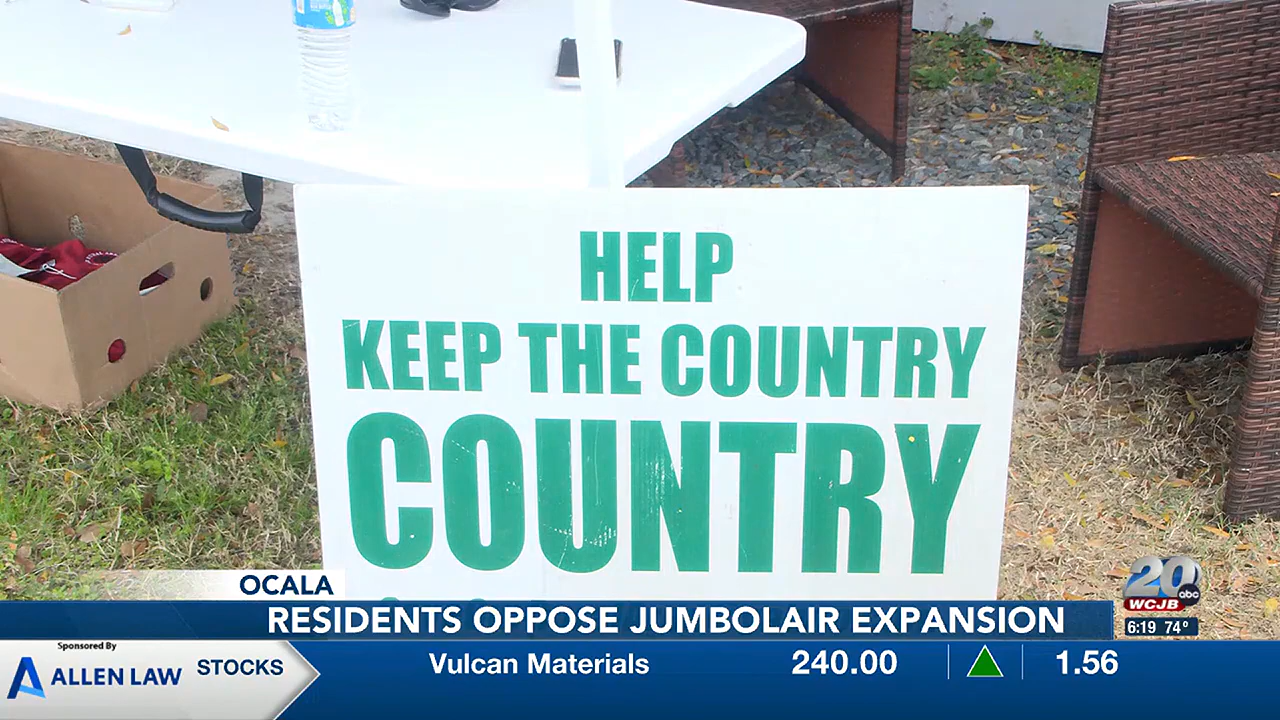 HELP
KEEP THE COUNTRY
COUNTRY
OCALA
RESIDENTS OPPOSE JUMBOLAIR EXPANSION
20
abc
WCJB
6:19 74°
Sponsored By
ALLEN LAW
STOCKS
Vulcan Materials 240.00 1.56